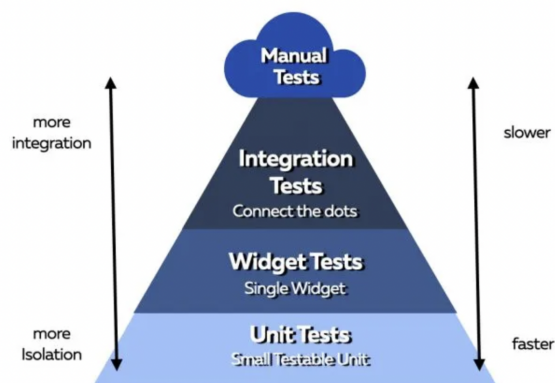 Manual
Tests
more
integration
slower
Integration
Tests
Connect the dots
Widget Tests
Single Widget
more
Isolation
Unit Tests
Small Testable Unit
faster